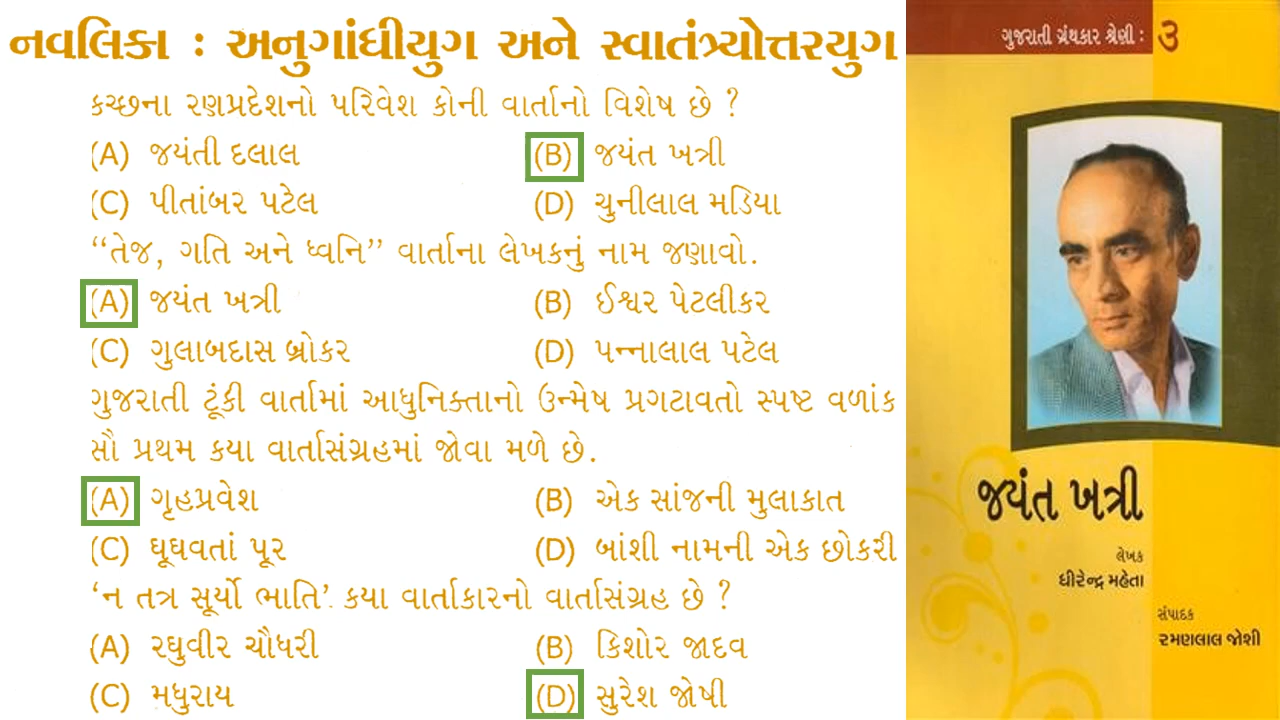 નવલિકા : અનુગાંધીયુગ અને સ્વાતંત્ર્યોત્તરયુગ
કચ્છના રણપ્રદેશનો પરિવેશ કોની વાર્તાનો વિશેષ છે ?
(A) જયંતી દલાલ (B) જયંત ખત્રી
(C) પીતાંબર પટેલ (D) ચુનીલાલ મડિયા
“તેજ, ગતિ અને ધ્વનિ” વાર્તાના લેખકનું નામ જણાવો.
(A) જયંત ખત્રી (B) ઈશ્વર પેટલીકર
(C) ગુલાબદાસ બ્રોકર (D) પન્નાલાલ પટેલ
ગુજરાતી ટૂંકી વાર્તામાં આધુનિક્તાનો ઉન્મેષ પ્રગટાવતો સ્પષ્ટ વળાંક
સૌ પ્રથમ કયા વાર્તાસંગ્રહમાં જોવા મળે છે.
(A) ગૃહપ્રવેશ (B) એક સાંજની મુલાકાત
(C) ઘૂઘવતાં પૂર (D) બાંશી નામની એક છોકરી
‘ન તત્ર સૂર્યો ભાતિ’ કયા વાર્તાકારનો વાર્તાસંગ્રહ છે ?
(A) રઘુવીર ચૌધરી (B) કિશોર જાદવ
(C) મધુરાય (D) સુરેશ જોષી
ગુજરાતી ગ્રંથકાર શ્રેણી : ૩
જયંત ખત્રી
લેખક
ધીરેન્દ્ર મહેતા
સંપાદક
રમણલાલ જોશી